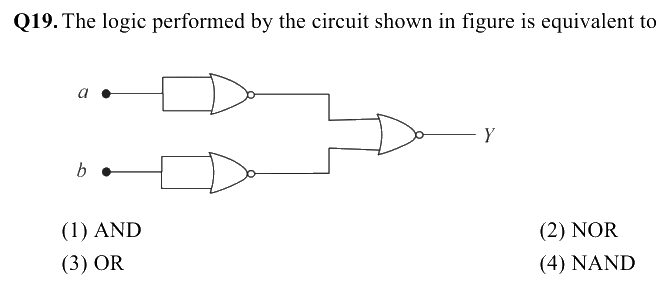 Q19. The logic performed by the circuit shown in figure is equivalent to
a
b
Y
(1) AND
(2) NOR
(3) OR
(4) NAND